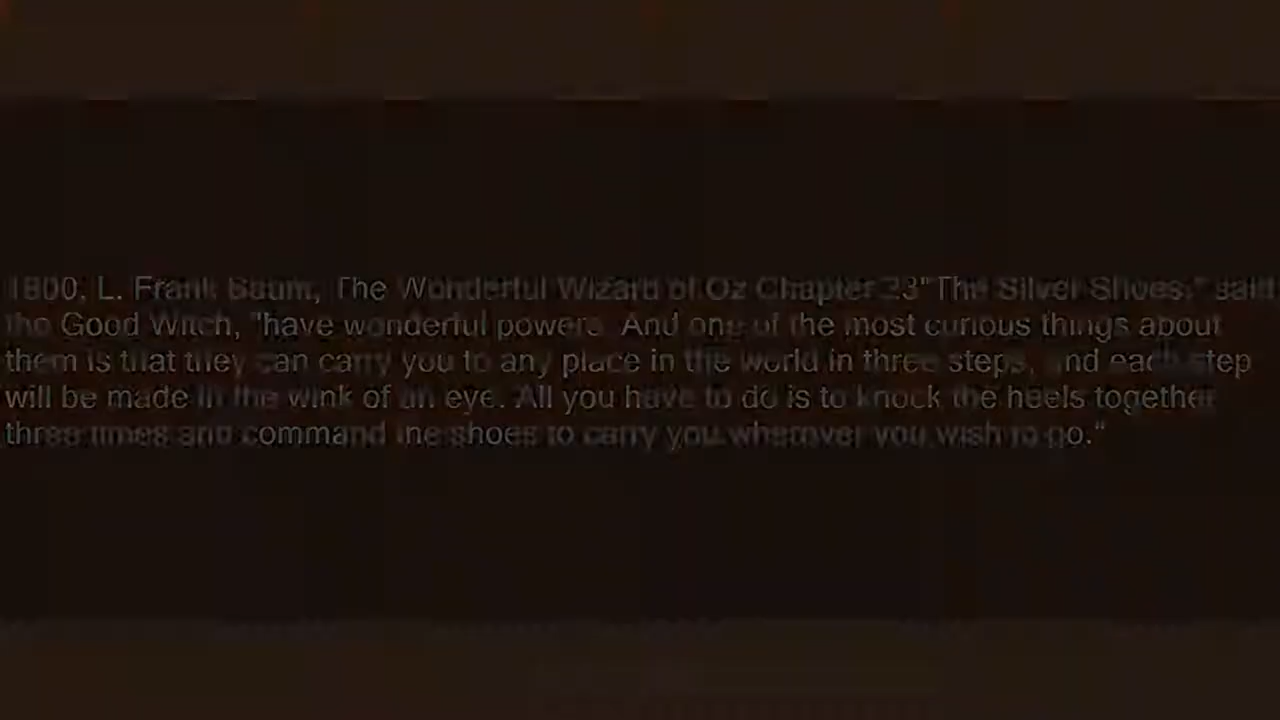 1800, L. Frank Baum, The Wonderful Wizard of Oz Chapter 23"The Silver Shoes," said
the Good Witch, "have wonderful powers. And one of the most curious things about
them is that they can carry you to any place in the world in three steps, and each step
will be made in the wink of an eye. All you have to do is to knock the heels together
three times and command the shoes to carry you wherever you wish to go."